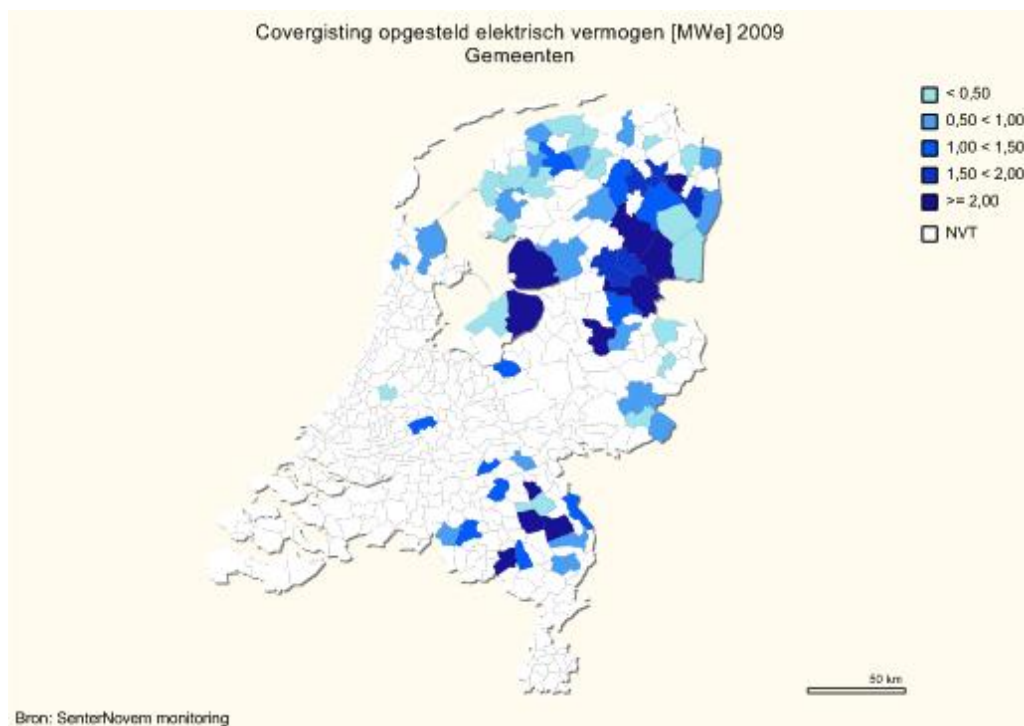 Covergisting opgesteld elektrisch vermogen [MWe] 2009
Gemeenten
< 0,50
0,50 < 1,00
1,00 < 1,50
1,50 < 2,00
>= 2,00
NVT
50 km
Bron: SenterNovem monitoring